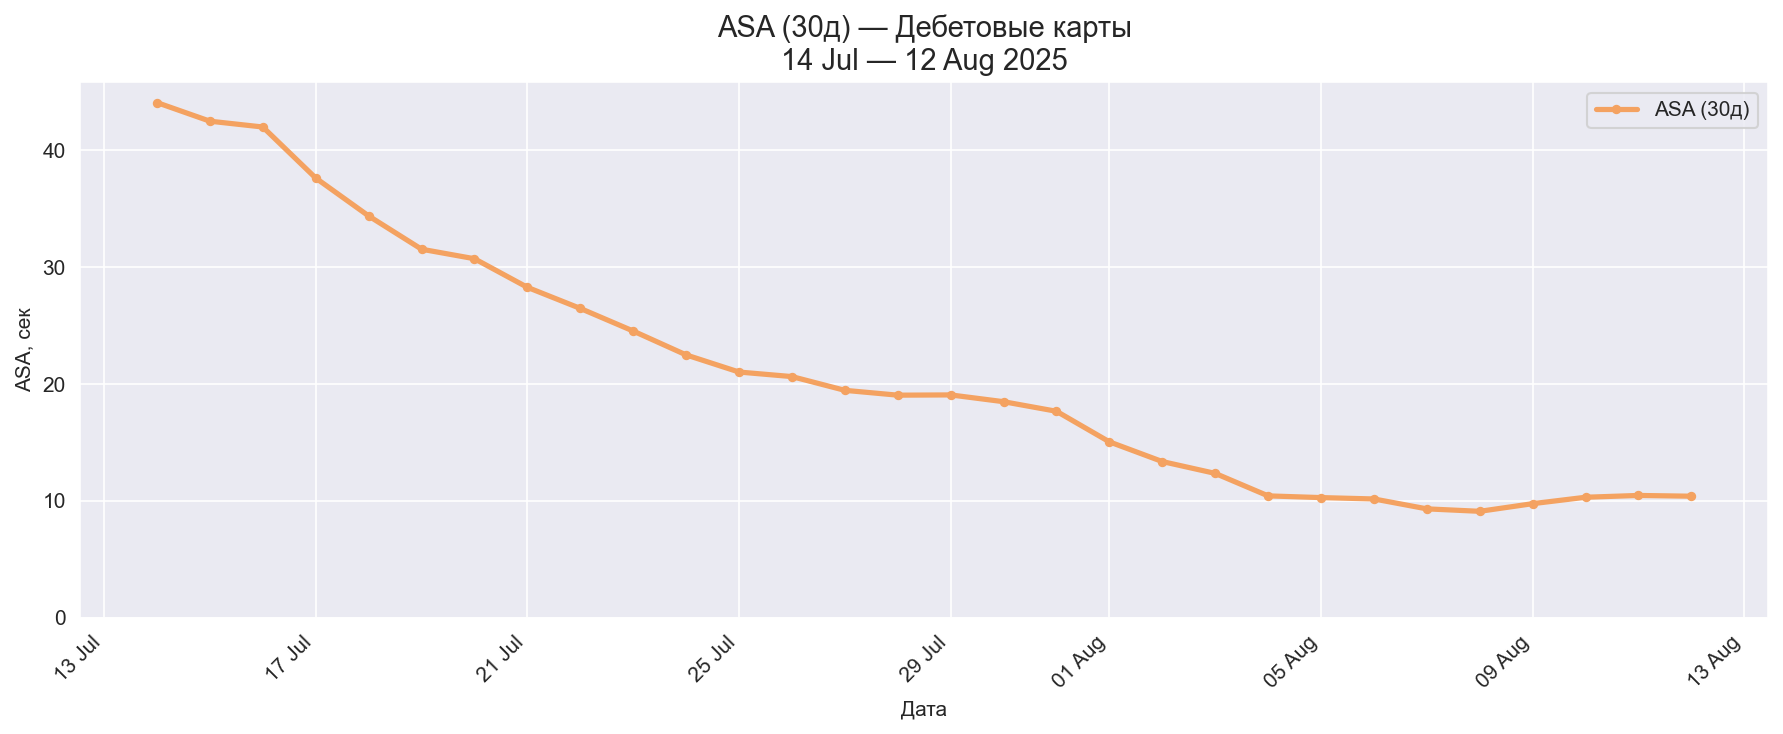 ASA (30д) — Дебетовые карты
14 Jul — 12 Aug 2025
ASA (30д)
ASA, сек
40
30
20
10
0
13 Jul
17 Jul
21 Jul
25 Jul
29 Jul
01 Aug
05 Aug
09 Aug
13 Aug
Дата